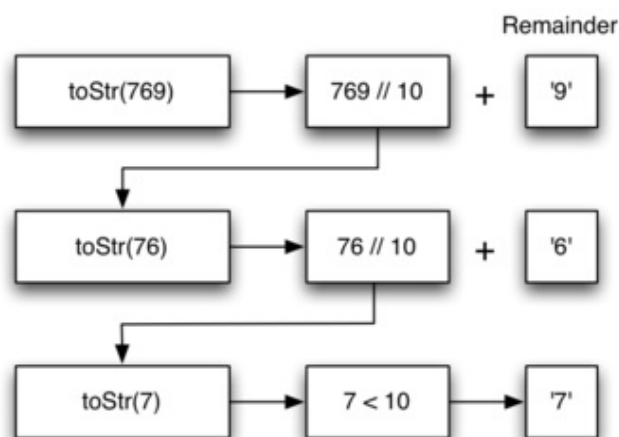 Remainder
toStr(769) 769 // 10 + '9'
toStr(76) 76 // 10 + '6'
toStr(7) 7 < 10 '7'